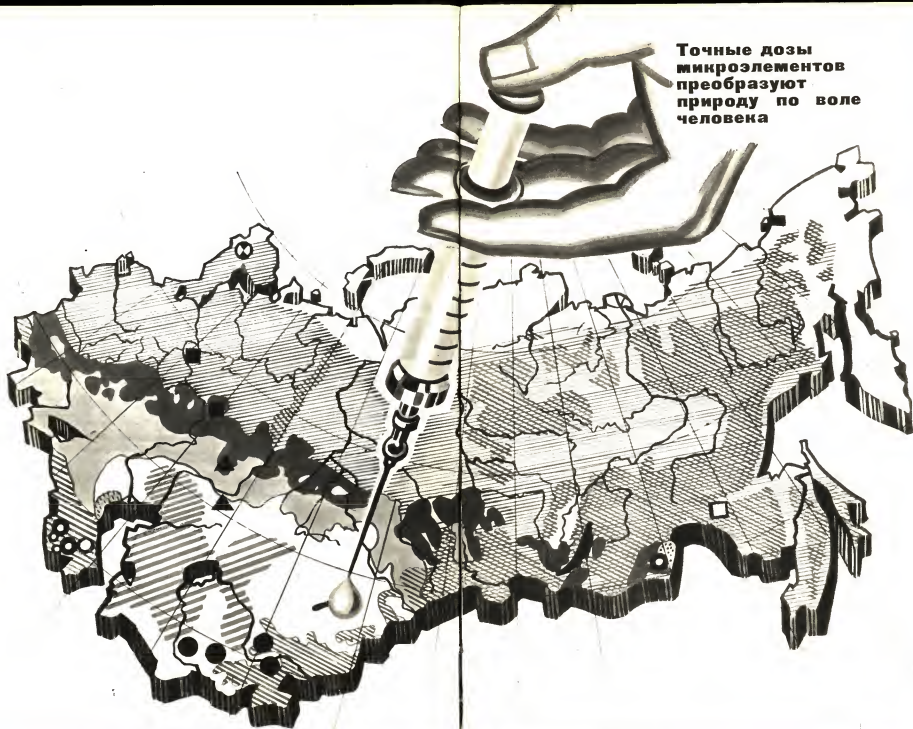 Точные дозы
микроэлементов
преобразуют
природу по воле
человека